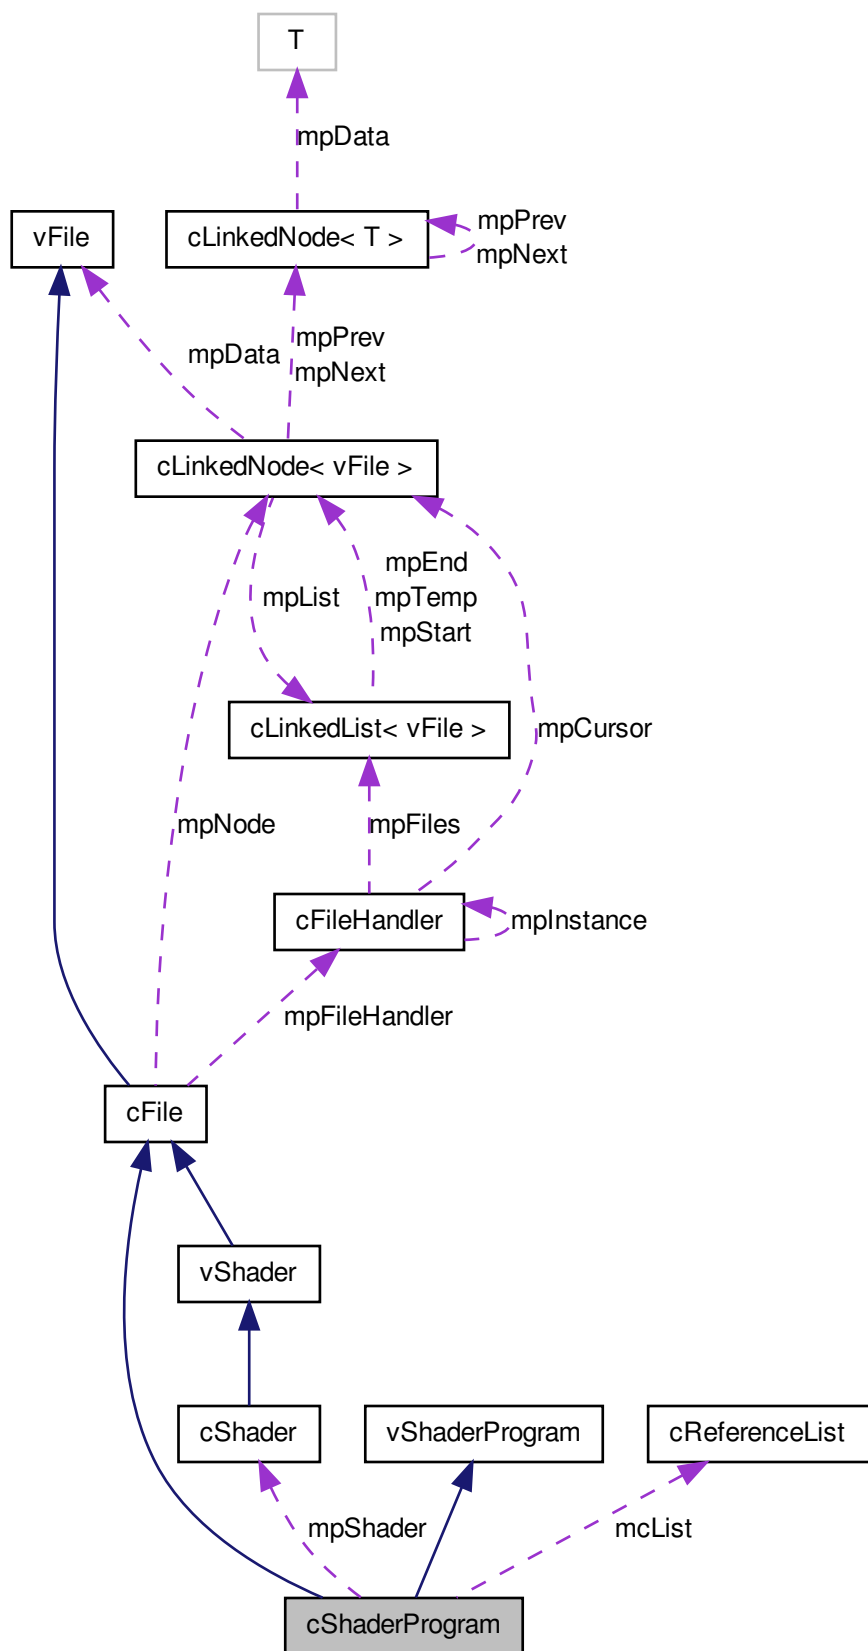 T
mpData
vFile
cLinkedNode< T >
mpPrev
mpNext
mpData
mpPrev
mpNext
cLinkedNode< vFile >
mpList
mpEnd
mpTemp
mpStart
cLinkedList< vFile >
mpCursor
mpNode
mpFiles
cFileHandler
mpInstance
mpFileHandler
cFile
vShader
cShader
vShaderProgram
cReferenceList
mpShader
mcList
cShaderProgram